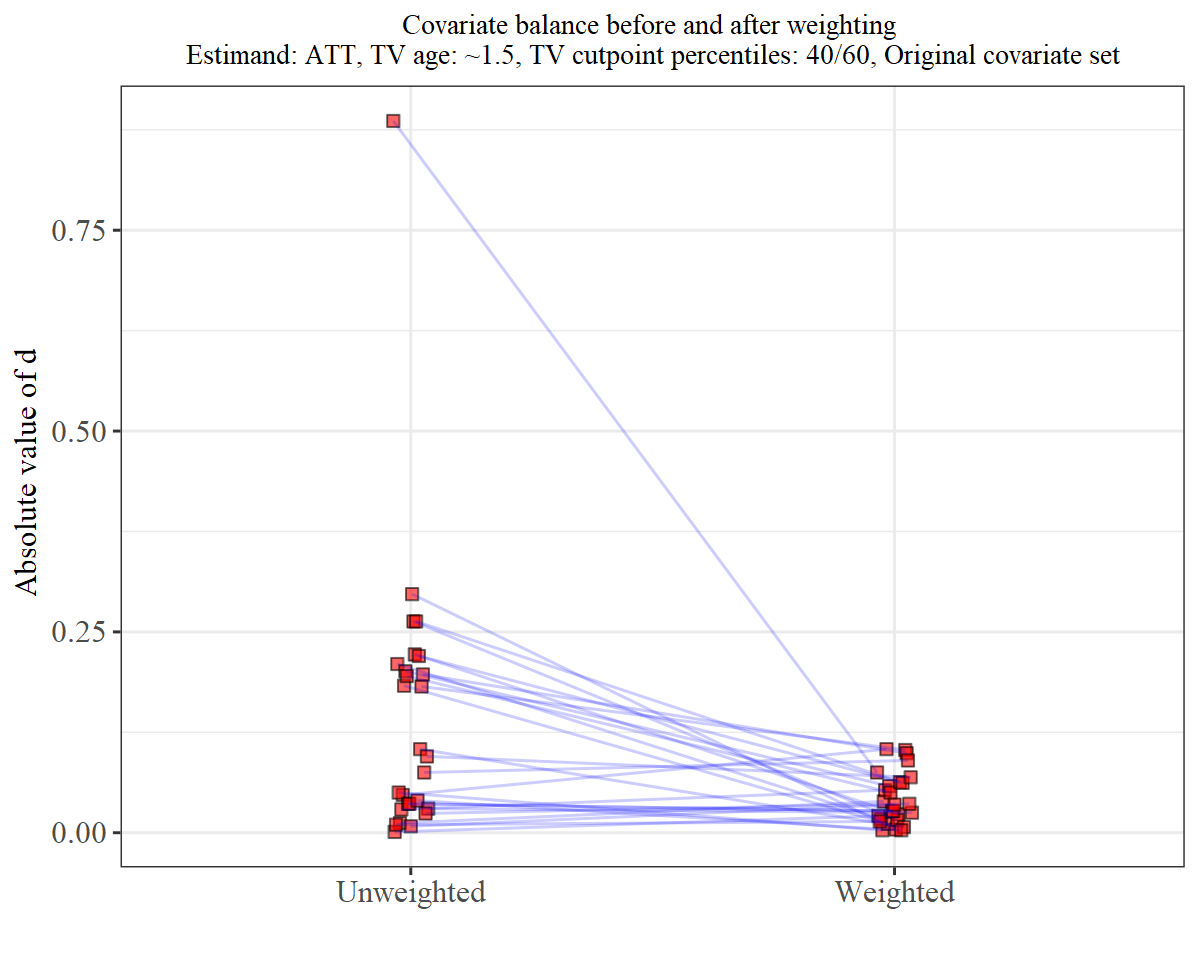 Covariate balance before and after weighting
Estimand: ATT, TV age: ~1.5, TV cutpoint percentiles: 40/60, Original covariate set
Absolute value of d
0.75
0.50
0.25
0.00
Unweighted
Weighted